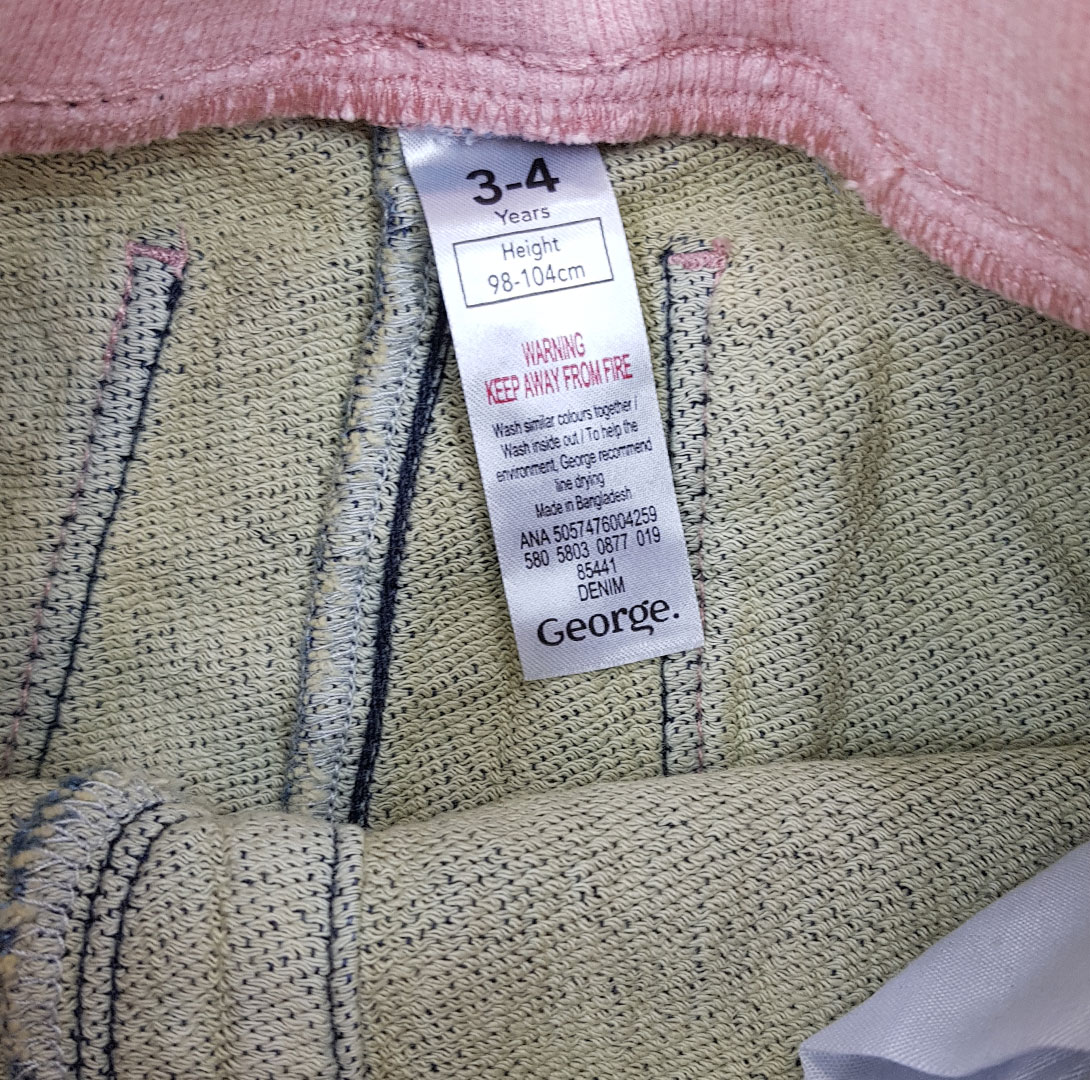 3-4
Years
Height
98-104cm
WARNING
KEEP AWAY FROM FIRE
Wash similar colours together /
Wash inside out / To help the
environment, George recommend
line drying
Made in Bangladesh
ANA 5057476004259
580 5803 0877 019
85441
DENIM
George.